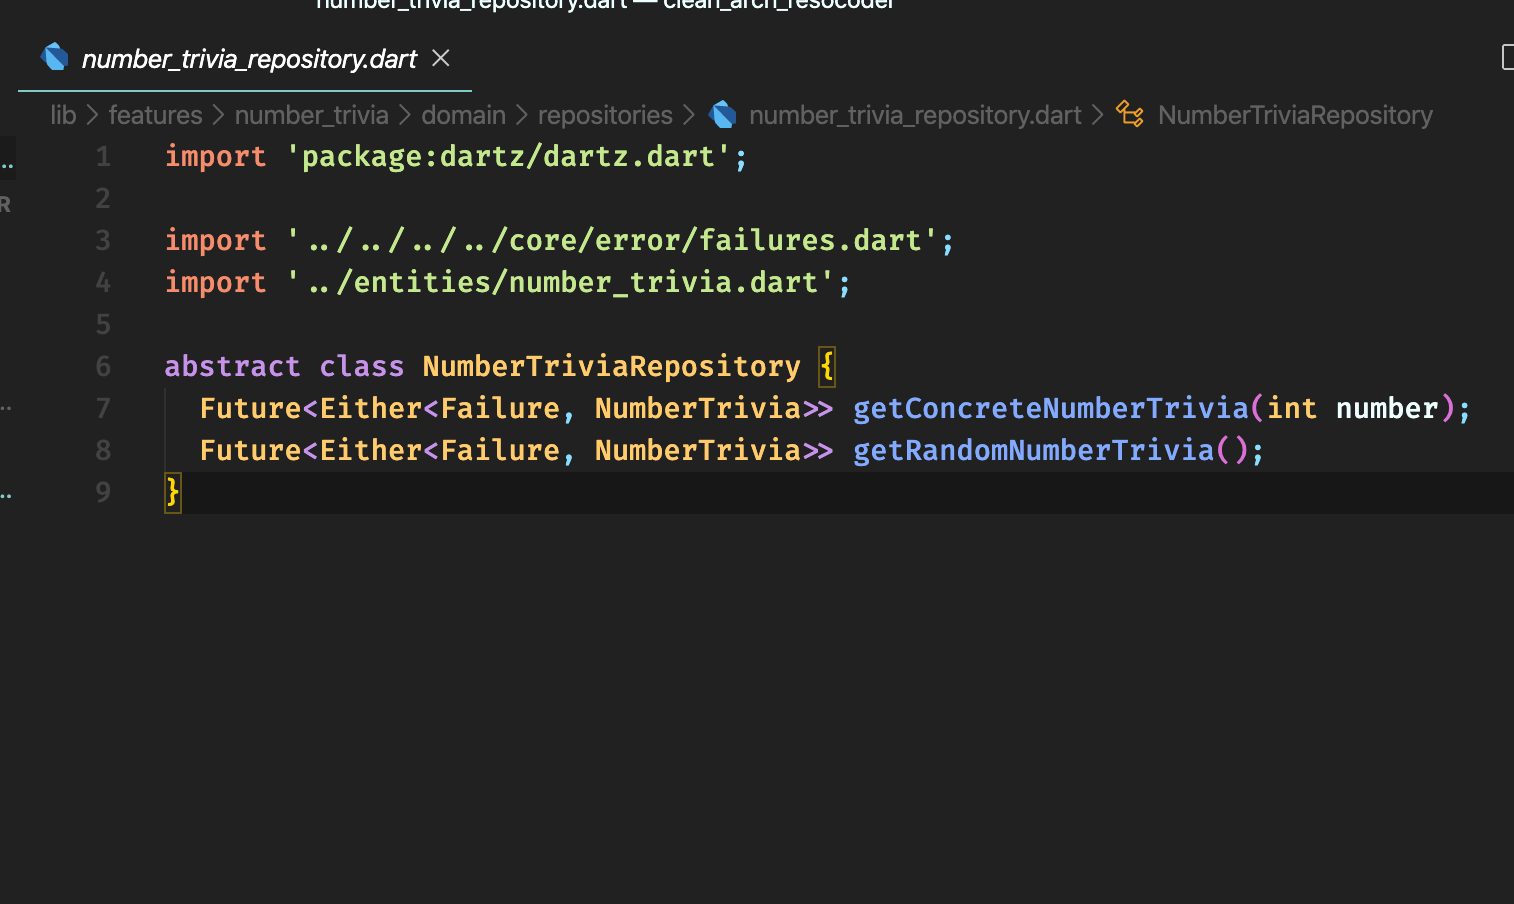 number_trivia_repository.dart — clean_arch_resocoder
number_trivia_repository.dart
lib > features > number_trivia > domain > repositories > number_trivia_repository.dart > NumberTriviaRepository
1 import 'package:dartz/dartz.dart';
2
3 import '../../../../core/error/failures.dart';
4 import '../entities/number_trivia.dart';
5
6 abstract class NumberTriviaRepository {
7 Future<Either<Failure, NumberTrivia>> getConcreteNumberTrivia(int number);
8 Future<Either<Failure, NumberTrivia>> getRandomNumberTrivia();
9 }
R